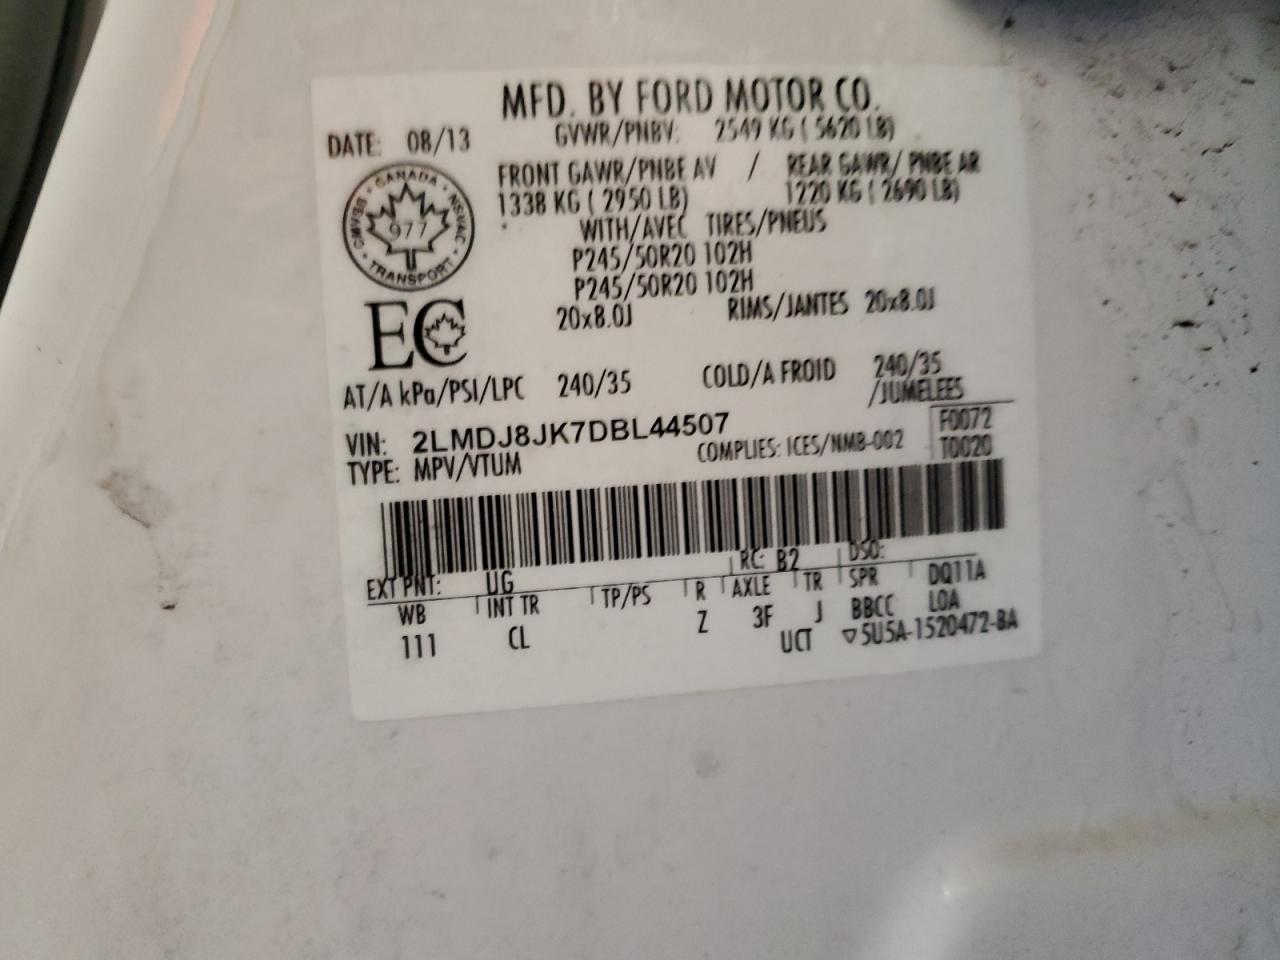 MFD. BY FORD MOTOR CO.
DATE: 08/13 GVWR/PNBV: 2549 KG ( 5620 LB)
FRONT GAWR/PNBE AV / REAR GAWR/ PNBE AR
1338 KG ( 2950 LB) 1220 KG ( 2690 LB)
WITH/AVEC TIRES/PNEUS
P245/50R20 102H
P245/50R20 102H
20x8.0J RIMS/JANTES 20x8.0J
CANADA
977
TRANSPORT
EC
AT/A kPa/PSI/LPC 240/35 COLD/A FROID 240/35
/JUMELEES
VIN: 2LMDJ8JK7DBL44507 F0072
TYPE: MPV/VTUM COMPLIES: ICES/NMB-002 T0020
EXT PNT: UG RC: B2 DSO:
WB INT TR TP/PS R AXLE TR SPR DQ11A
111 CL Z 3F J BBCC LOA
UCT ▽5U5A-1520472-BA